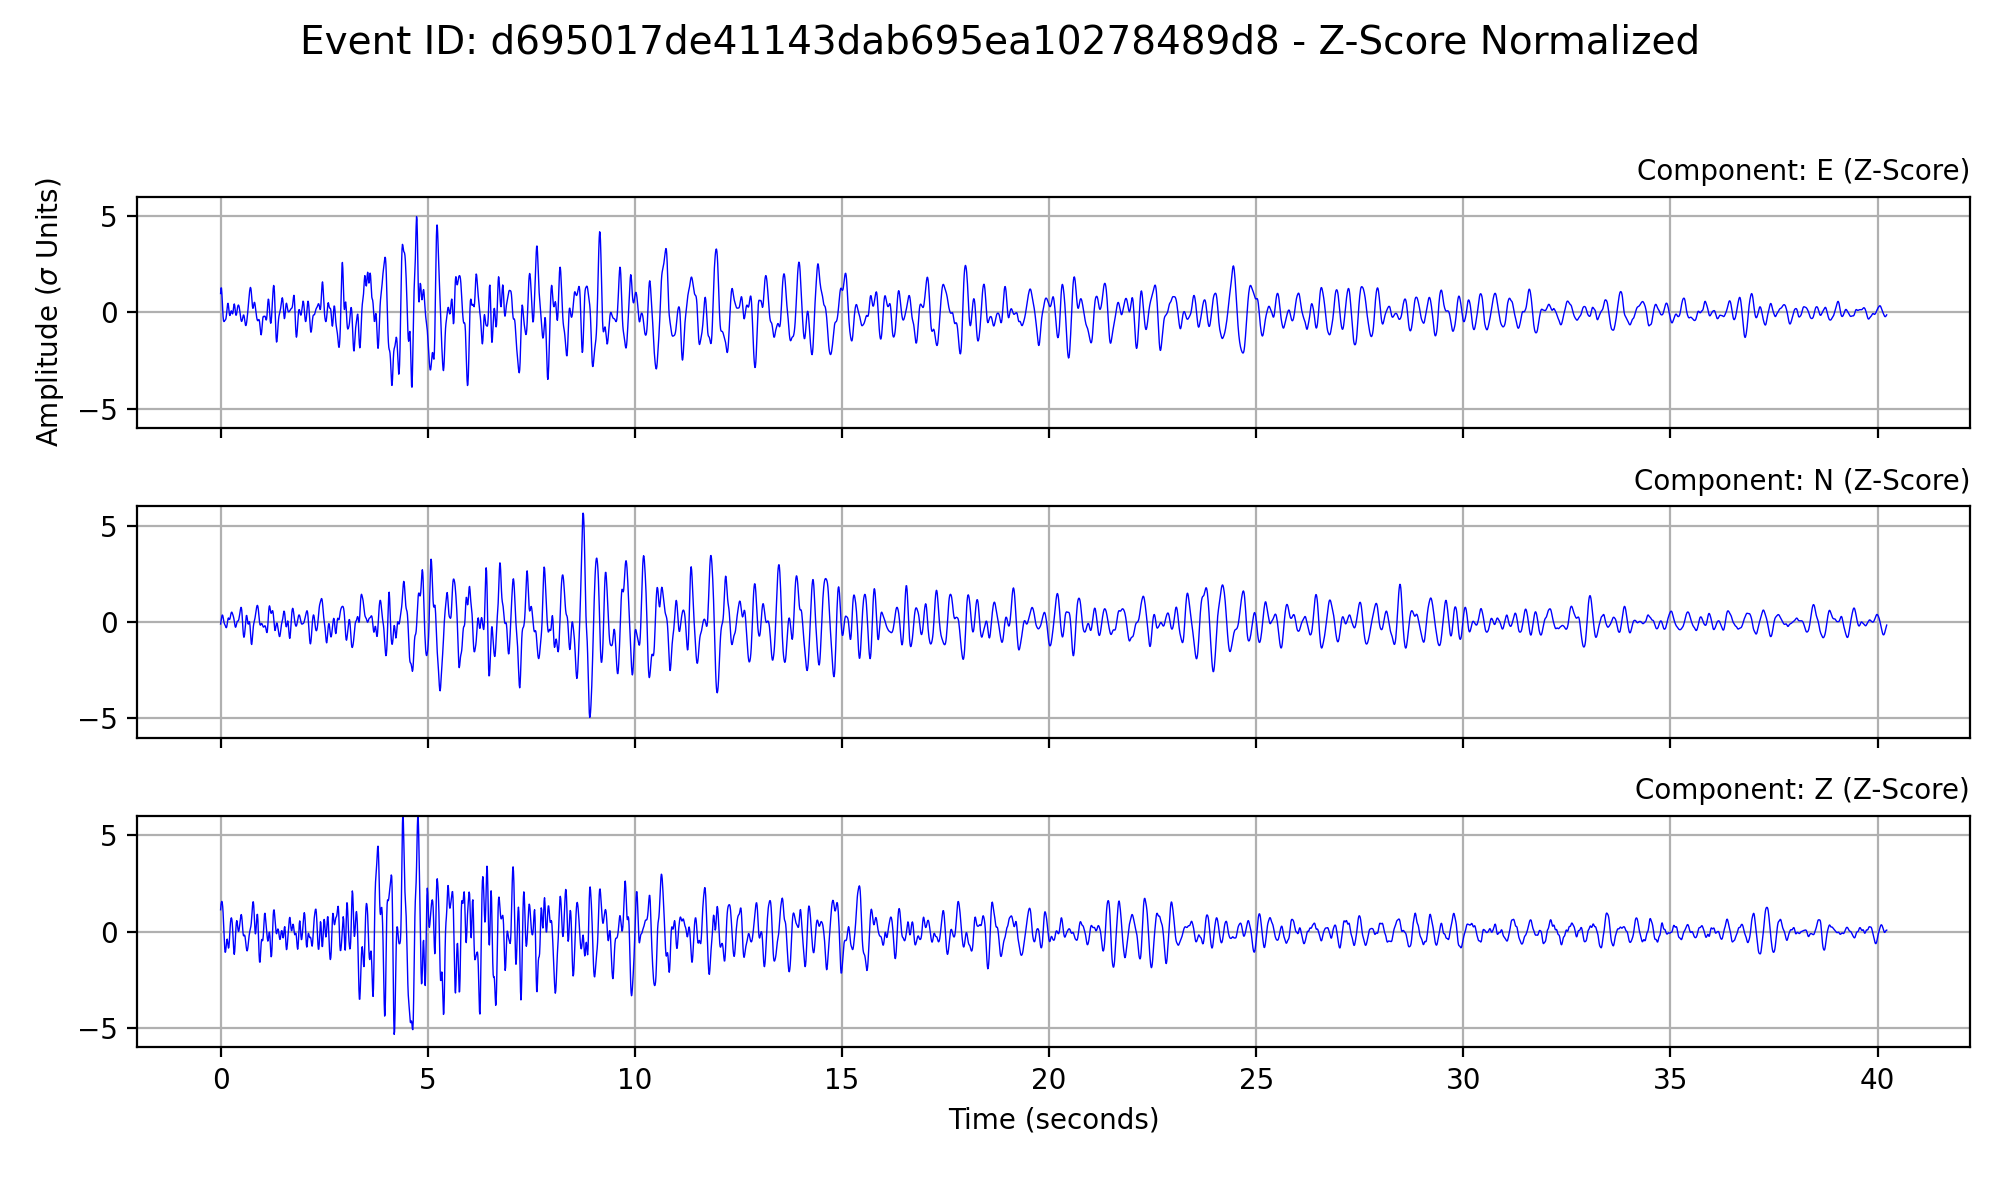 Event ID: d695017de41143dab695ea10278489d8 - Z-Score Normalized
Component: E (Z-Score)
Amplitude (σ Units)
5
0
−5
Component: N (Z-Score)
5
0
−5
Component: Z (Z-Score)
5
0
−5
0 5 10 15 20 25 30 35 40
Time (seconds)